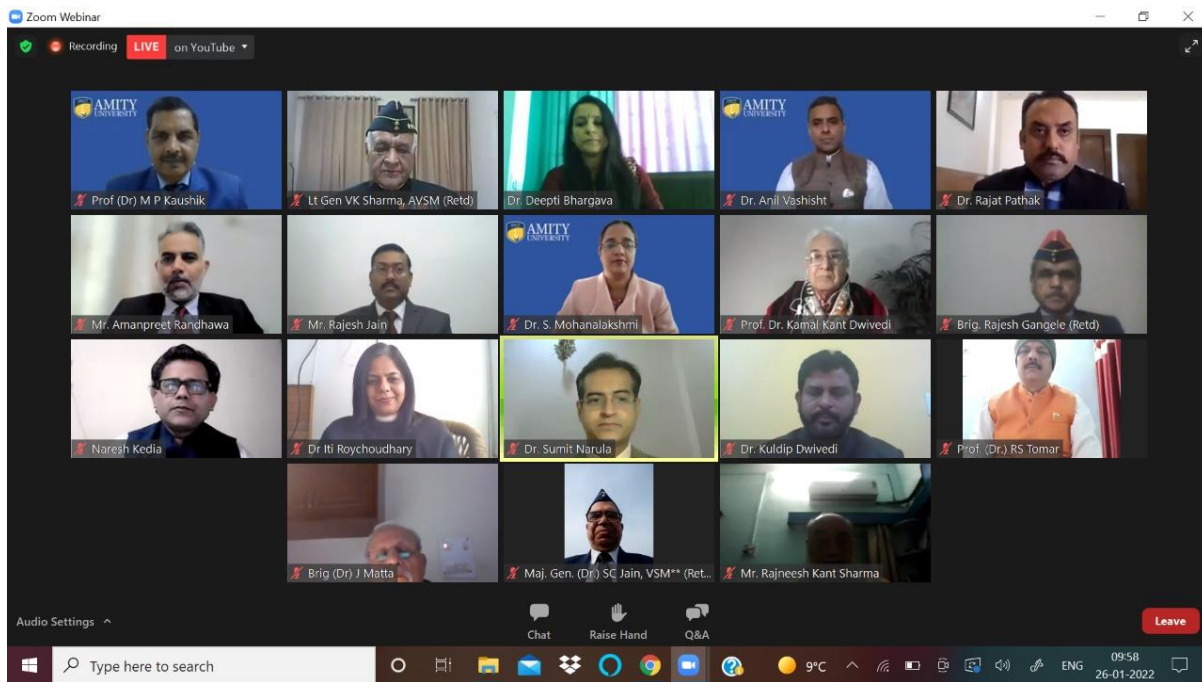 Zoom Webinar
Recording LIVE on YouTube
AMITY
UNIVERSITY
Prof (Dr) M P Kaushik
Lt Gen VK Sharma, AVSM (Retd)
Dr. Deepti Bhargava
AMITY
UNIVERSITY
Dr. Anil Vashisht
Dr. Rajat Pathak
Mr. Amanpreet Randhawa
Mr. Rajesh Jain
AMITY
UNIVERSITY
Dr. S. Mohanalakshmi
Prof. Dr. Kamal Kant Dwivedi
Brig. Rajesh Gangele (Retd)
Naresh Kedia
Dr Iti Roychoudhary
Dr. Sumit Narula
Dr. Kuldip Dwivedi
Prof. (Dr.) RS Tomar
Brig (Dr) J Matta
Maj. Gen. (Dr.) SC Jain, VSM** (Ret...
Mr. Rajneesh Kant Sharma
Audio Settings
Chat
Raise Hand
Q&A
Leave
Type here to search
9°C
ENG
09:58
26-01-2022